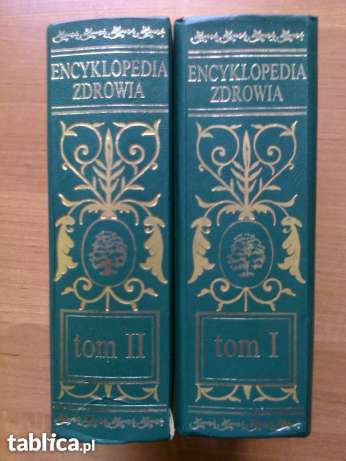 ENCYKLOPEDIA
ZDROWIA
tom II
ENCYKLOPEDIA
ZDROWIA
tom I
tablica.pl